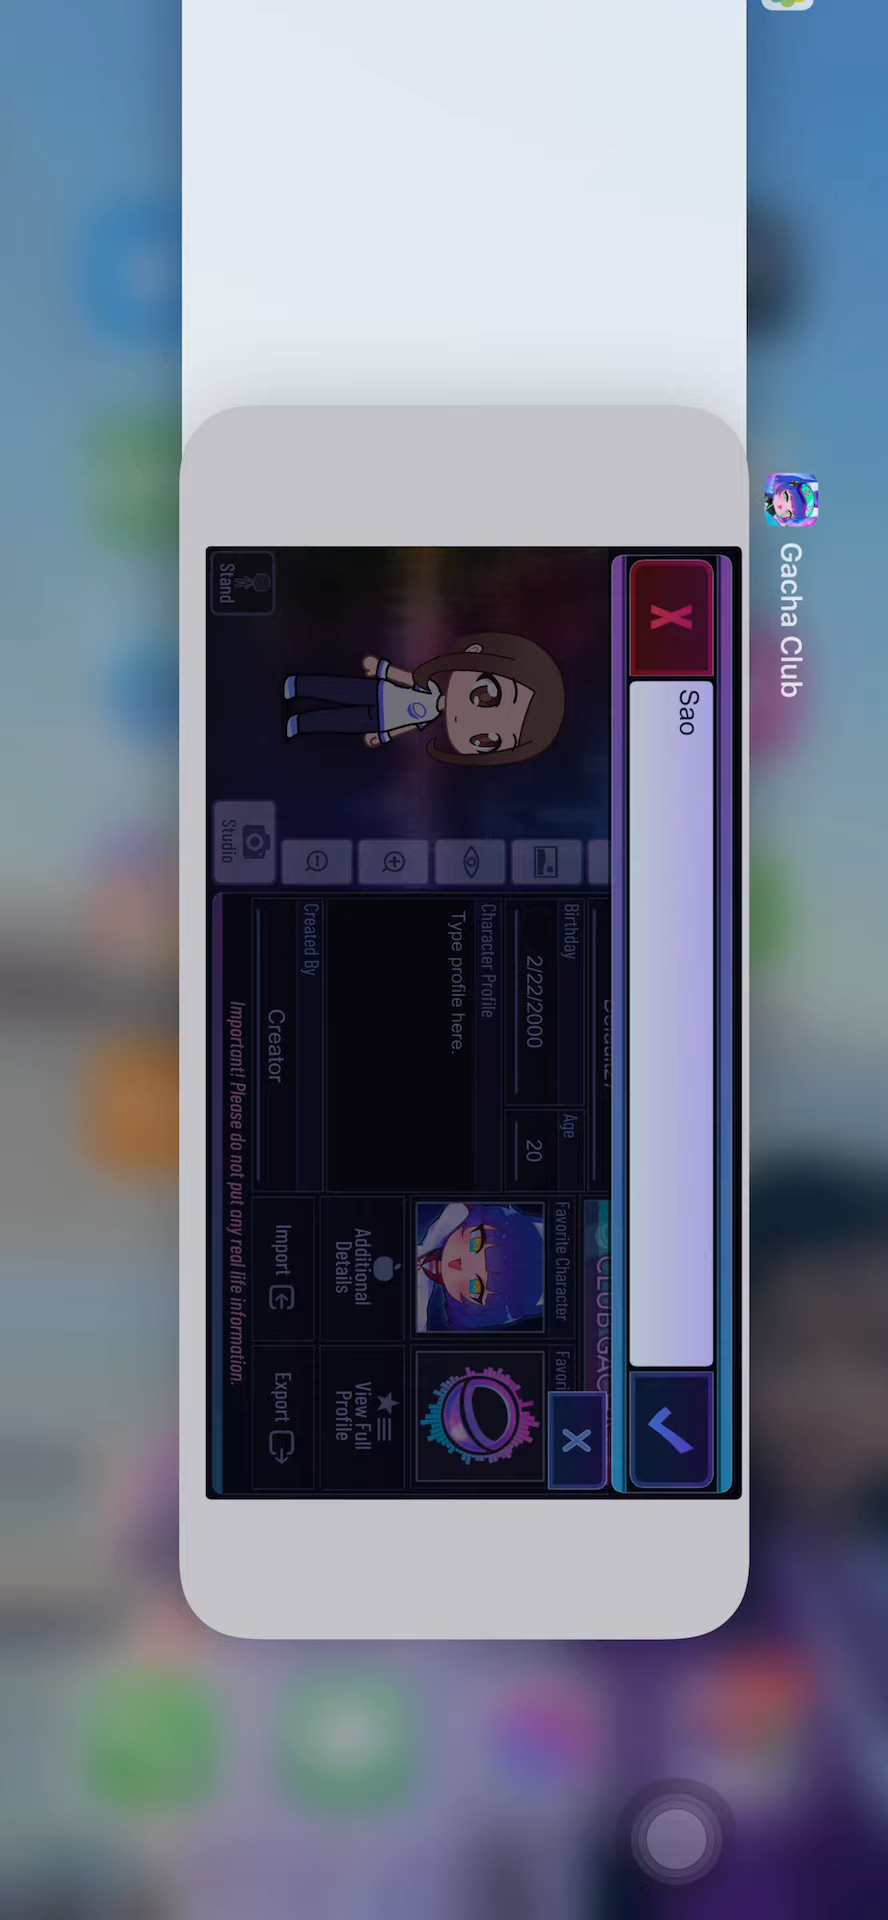 Gacha Club
Sao
Default27
Birthday
2/22/2000
Age
20
Character Profile
Type profile here.
Created By
Creator
Favorite Character
Additional
Details
View Full
Profile
Import
Export
Stand
Studio
Important! Please do not put any real life information.